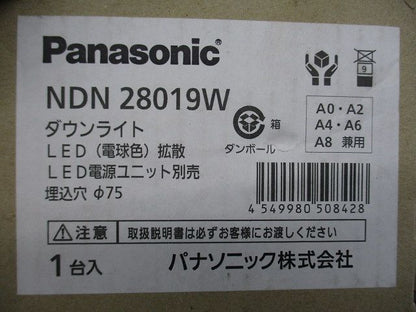 Panasonic
9
NDN 28019W
ダウンライト
箱
ダンボール
A0・A2
A4・A6
A8 兼用
LED（電球色）拡散
LED電源ユニット別売
埋込穴 φ75
4 549980 508428
注意 取扱説明書は必ずお客様にお渡しください
1台入 パナソニック株式会社